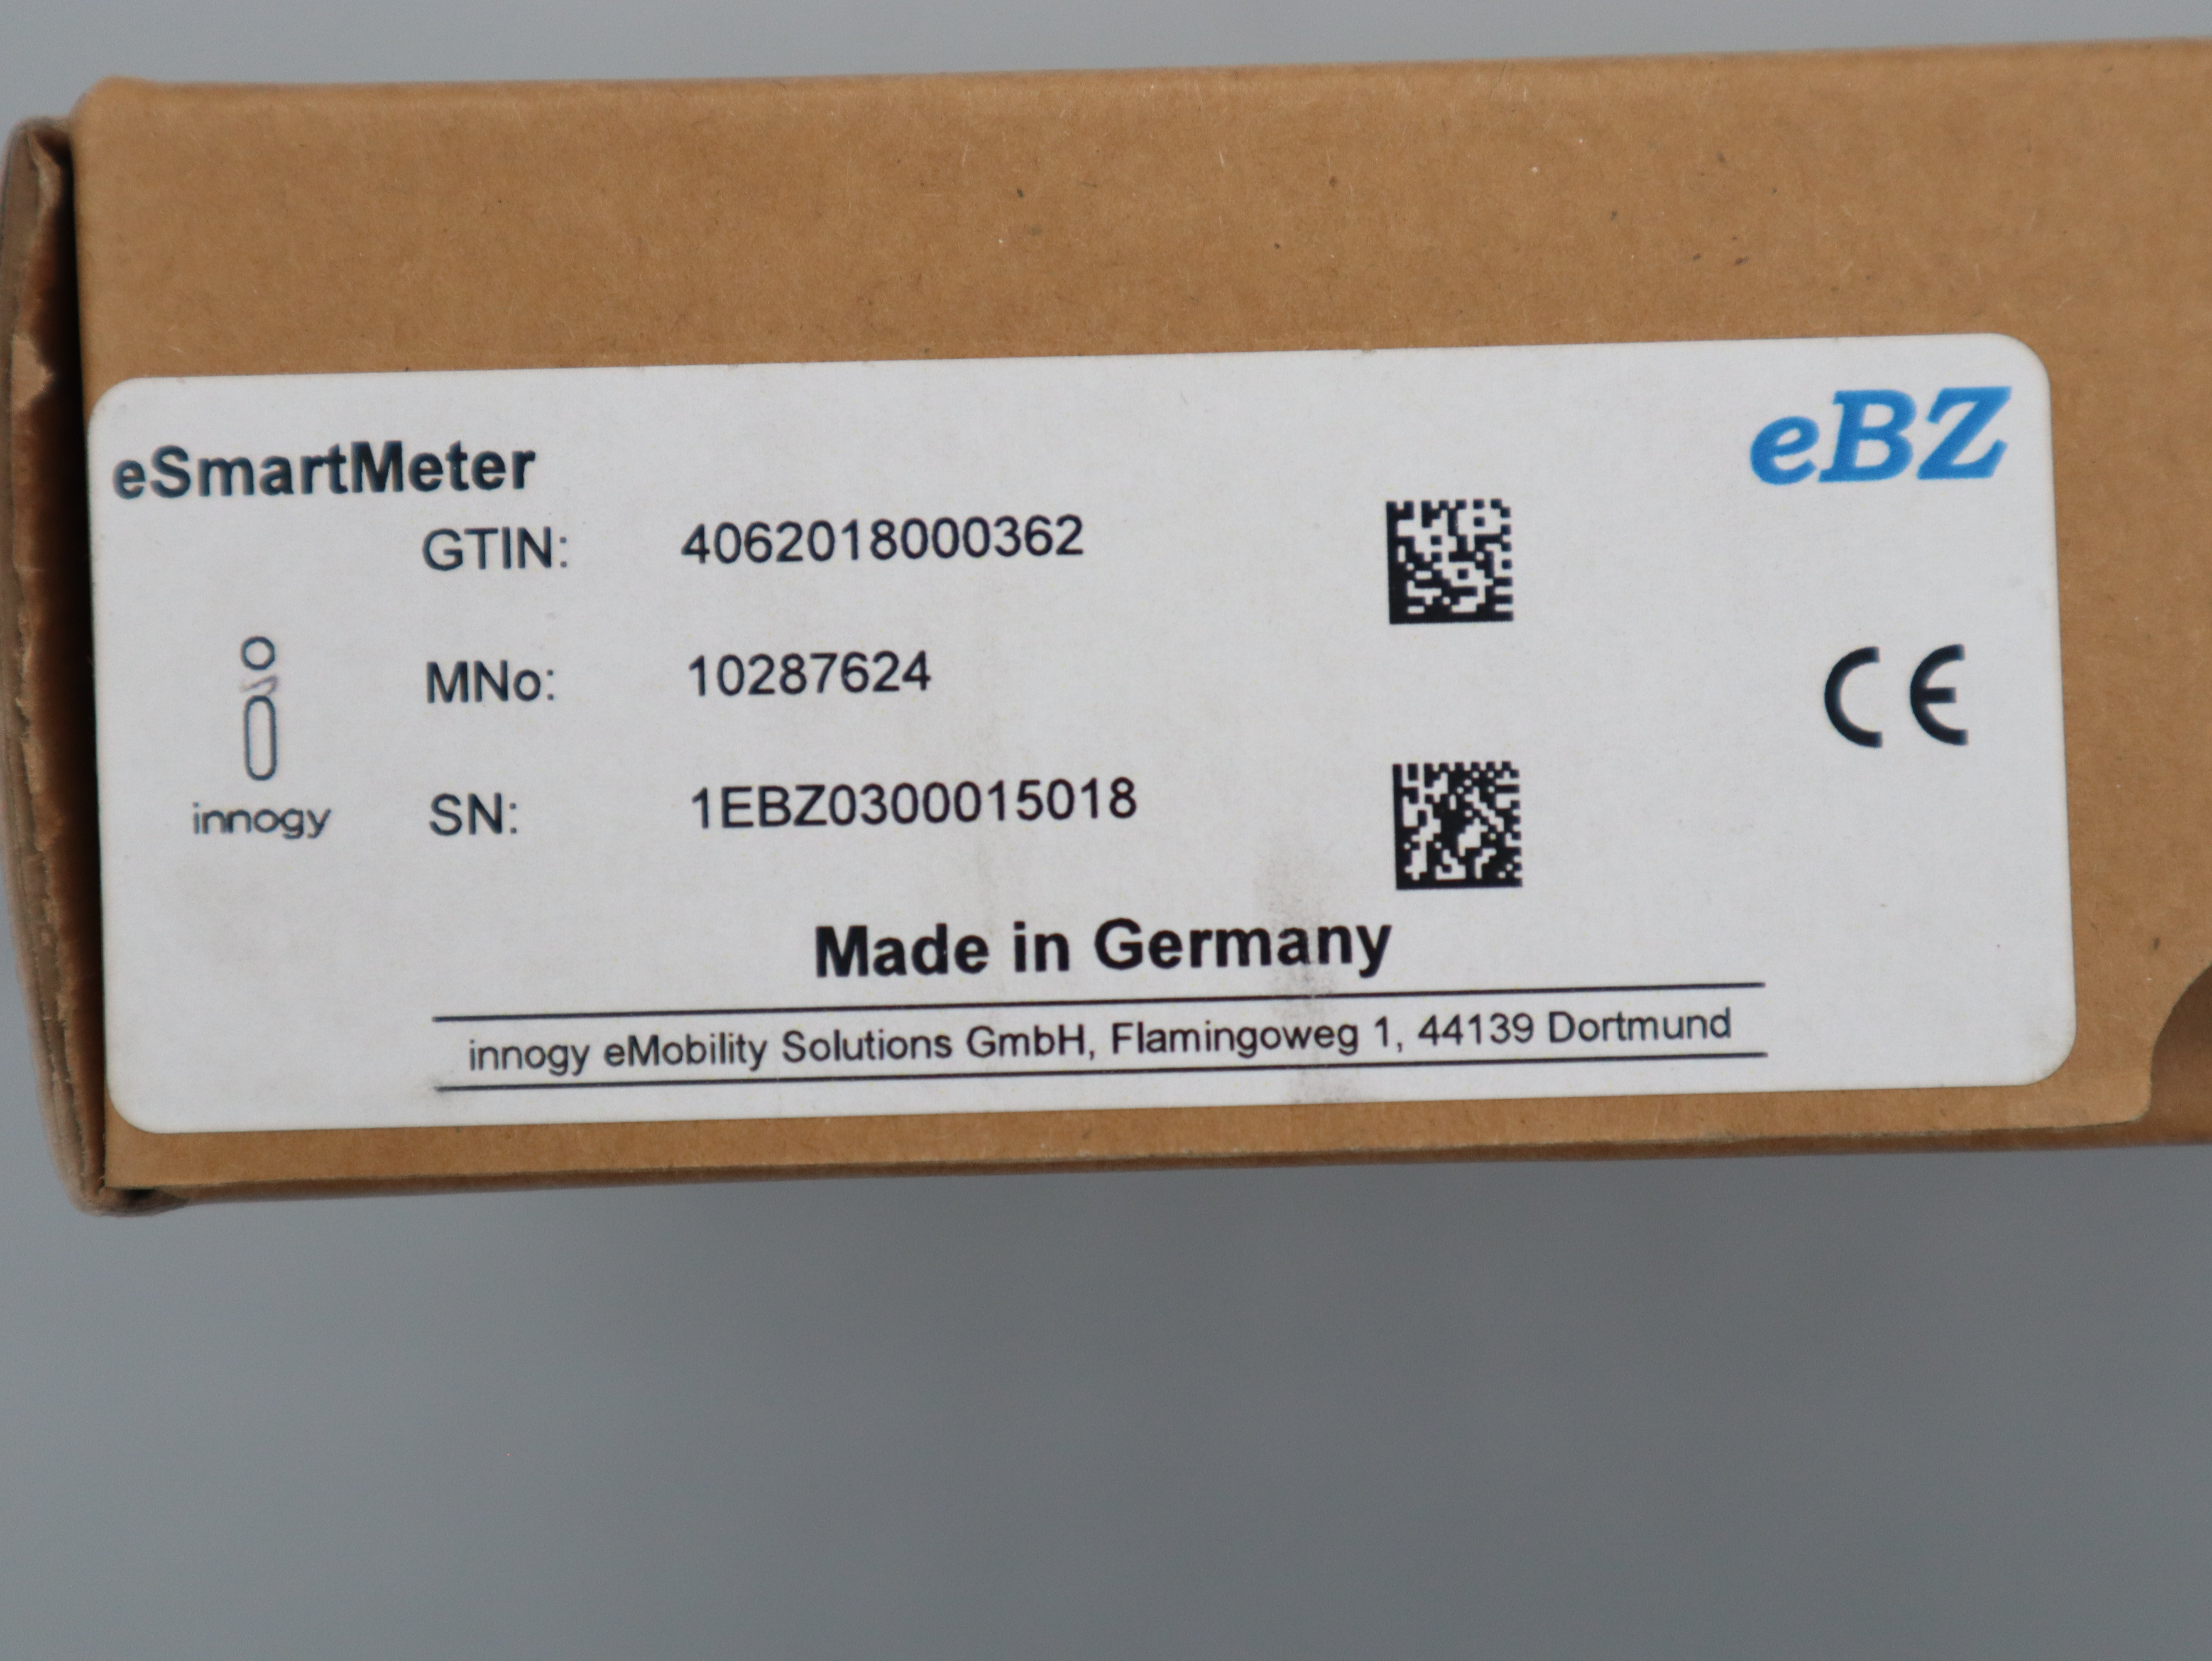 eBZ
eSmartMeter
GTIN: 4062018000362
MNo: 10287624
CE
innogy
SN: 1EBZ0300015018
Made in Germany
innogy eMobility Solutions GmbH, Flamingoweg 1, 44139 Dortmund